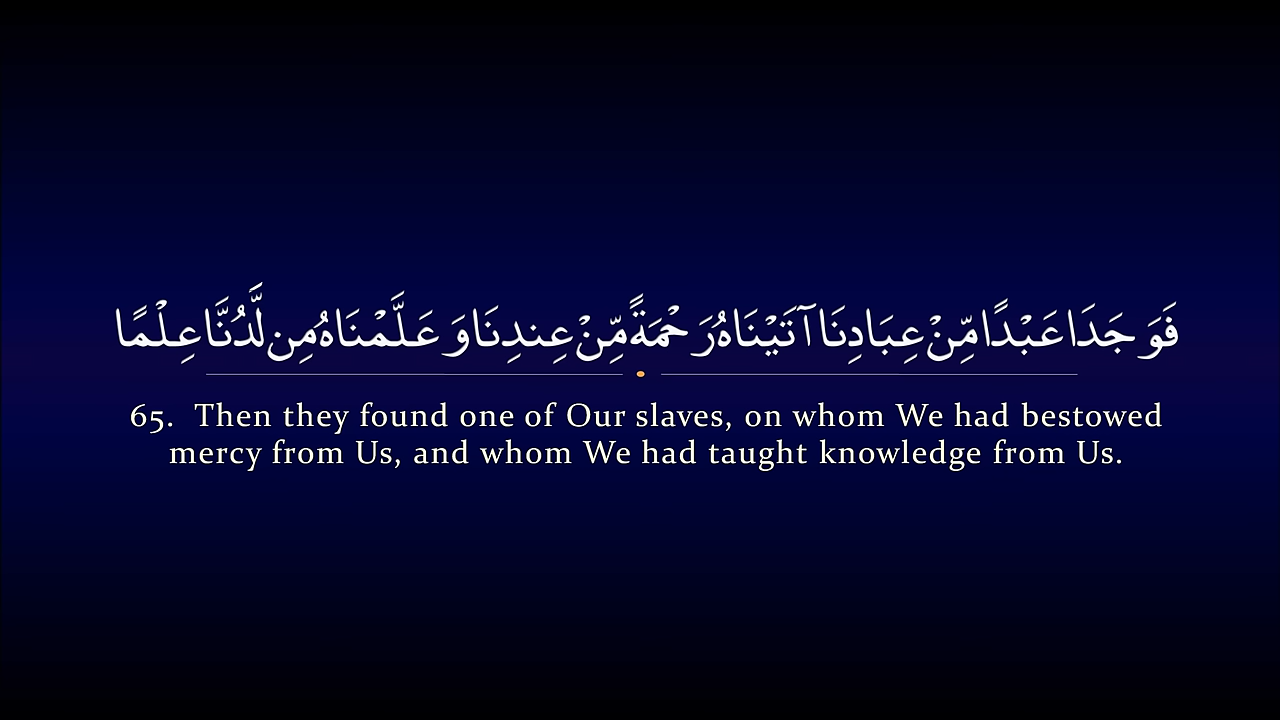 فَوَجَدَا عَبْدًا مِّنْ عِبَادِنَا آتَيْنَاهُ رَحْمَةً مِّنْ عِندِنَا وَعَلَّمْنَاهُ مِن لَّدُنَّا عِلْمًا
65. Then they found one of Our slaves, on whom We had bestowed
mercy from Us, and whom We had taught knowledge from Us.